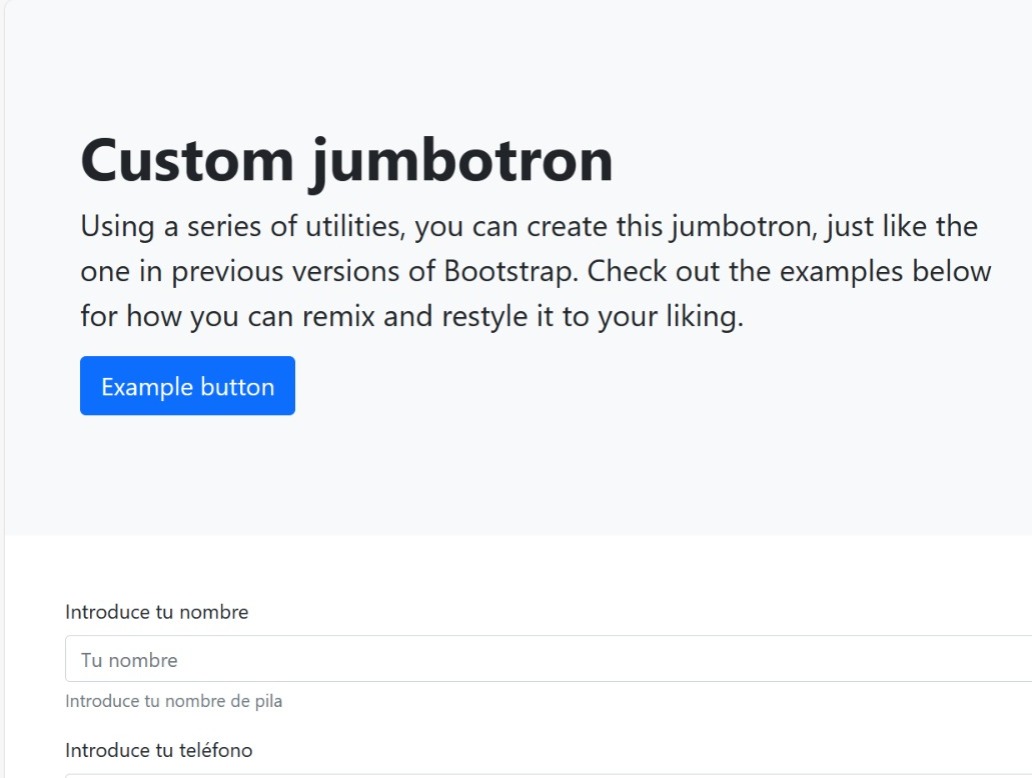 Custom jumbotron
Using a series of utilities, you can create this jumbotron, just like the
one in previous versions of Bootstrap. Check out the examples below
for how you can remix and restyle it to your liking.
Example button
Introduce tu nombre
Tu nombre
Introduce tu nombre de pila
Introduce tu teléfono